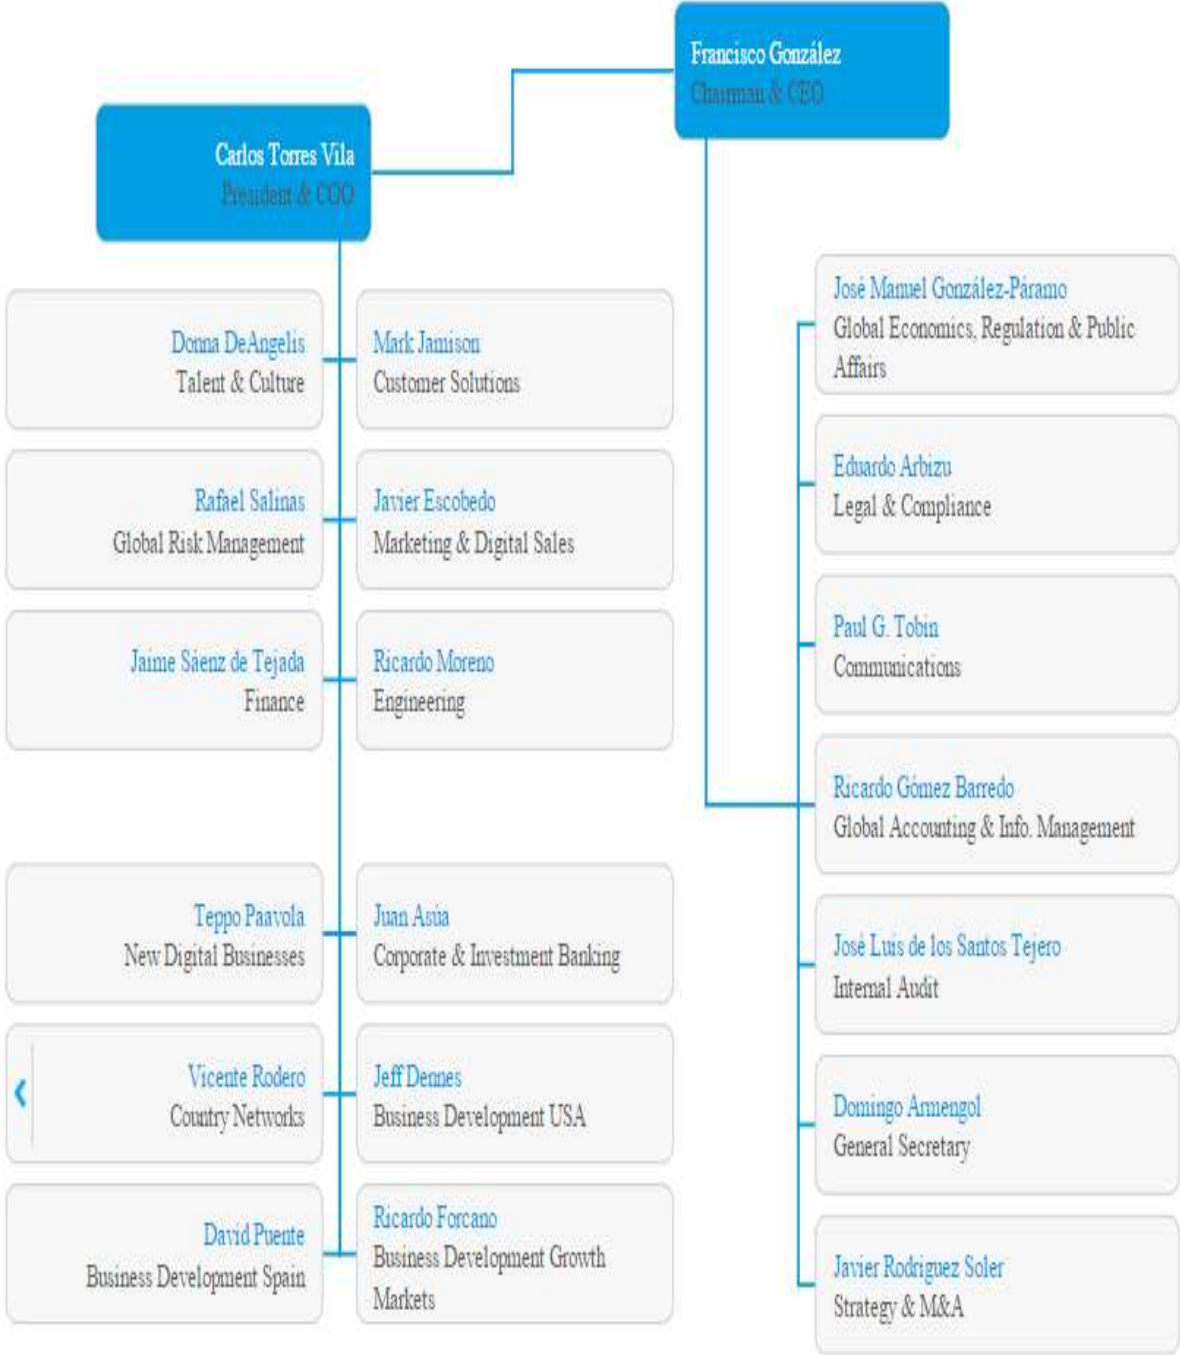 Francisco González
Chairman & CEO
Carlos Torres Vila
President & COO
Donna DeAngelis
Talent & Culture
Mark Jamison
Customer Solutions
Rafael Salinas
Global Risk Management
Javier Escobedo
Marketing & Digital Sales
Jaime Sáenz de Tejada
Finance
Ricardo Moreno
Engineering
Teppo Paavola
New Digital Businesses
Juan Asúa
Corporate & Investment Banking
Vicente Rodero
Country Networks
Jeff Dennes
Business Development USA
David Puente
Business Development Spain
Ricardo Forcano
Business Development Growth
Markets
José Manuel González-Páramo
Global Economics, Regulation & Public
Affairs
Eduardo Arbizu
Legal & Compliance
Paul G. Tobin
Communications
Ricardo Gómez Barredo
Global Accounting & Info. Management
José Luis de los Santos Tejero
Internal Audit
Domingo Armengol
General Secretary
Javier Rodriguez Soler
Strategy & M&A